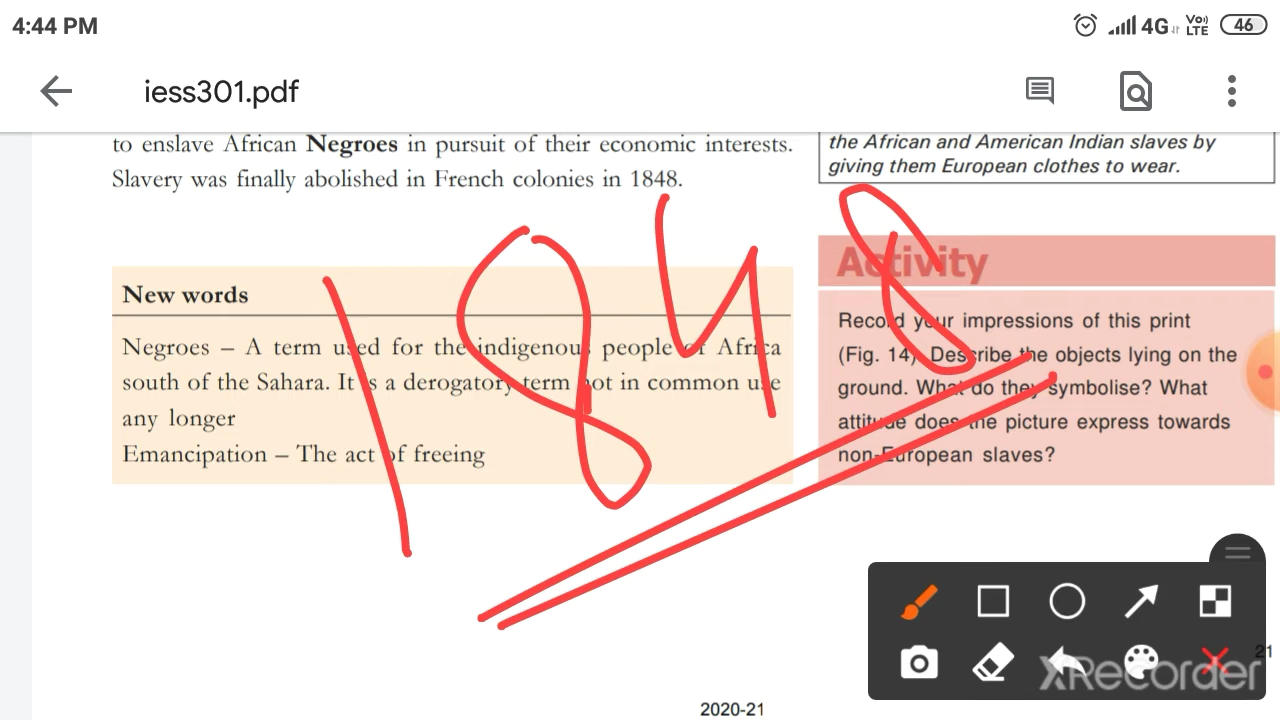 4:44 PM
4G Vo) LTE 46
iess301.pdf
to enslave African Negroes in pursuit of their economic interests.
Slavery was finally abolished in French colonies in 1848.
New words
Negroes – A term used for the indigenous people of Africa
south of the Sahara. It is a derogatory term not in common use
any longer
Emancipation – The act of freeing
the African and American Indian slaves by
giving them European clothes to wear.
Activity
Record your impressions of this print
(Fig. 14). Describe the objects lying on the
ground. What do they symbolise? What
attitude does the picture express towards
non-European slaves?
1848
XRecorder
21
2020-21